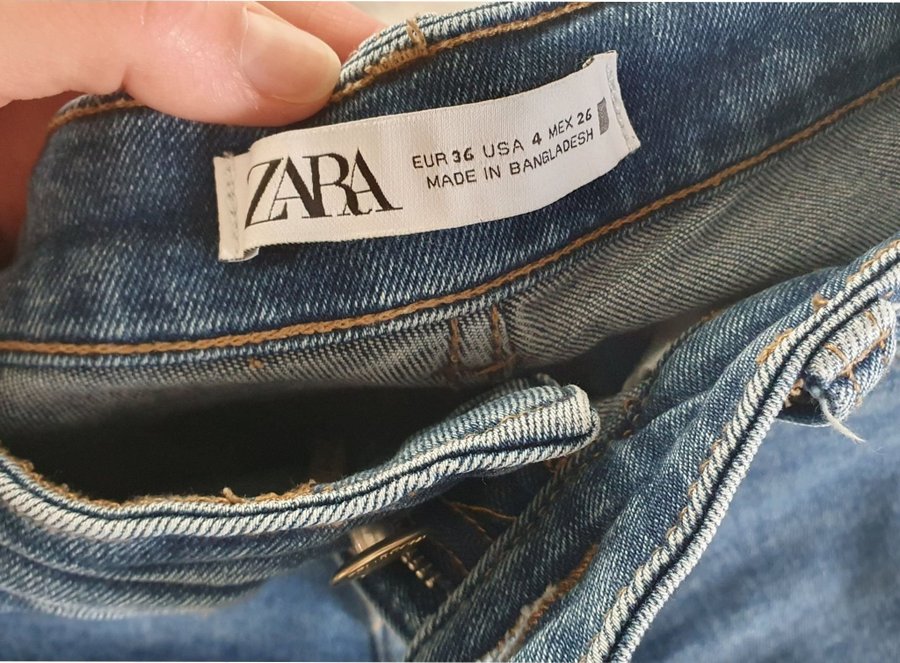 ZARA
EUR 36 USA 4 MEX 26
MADE IN BANGLADESH